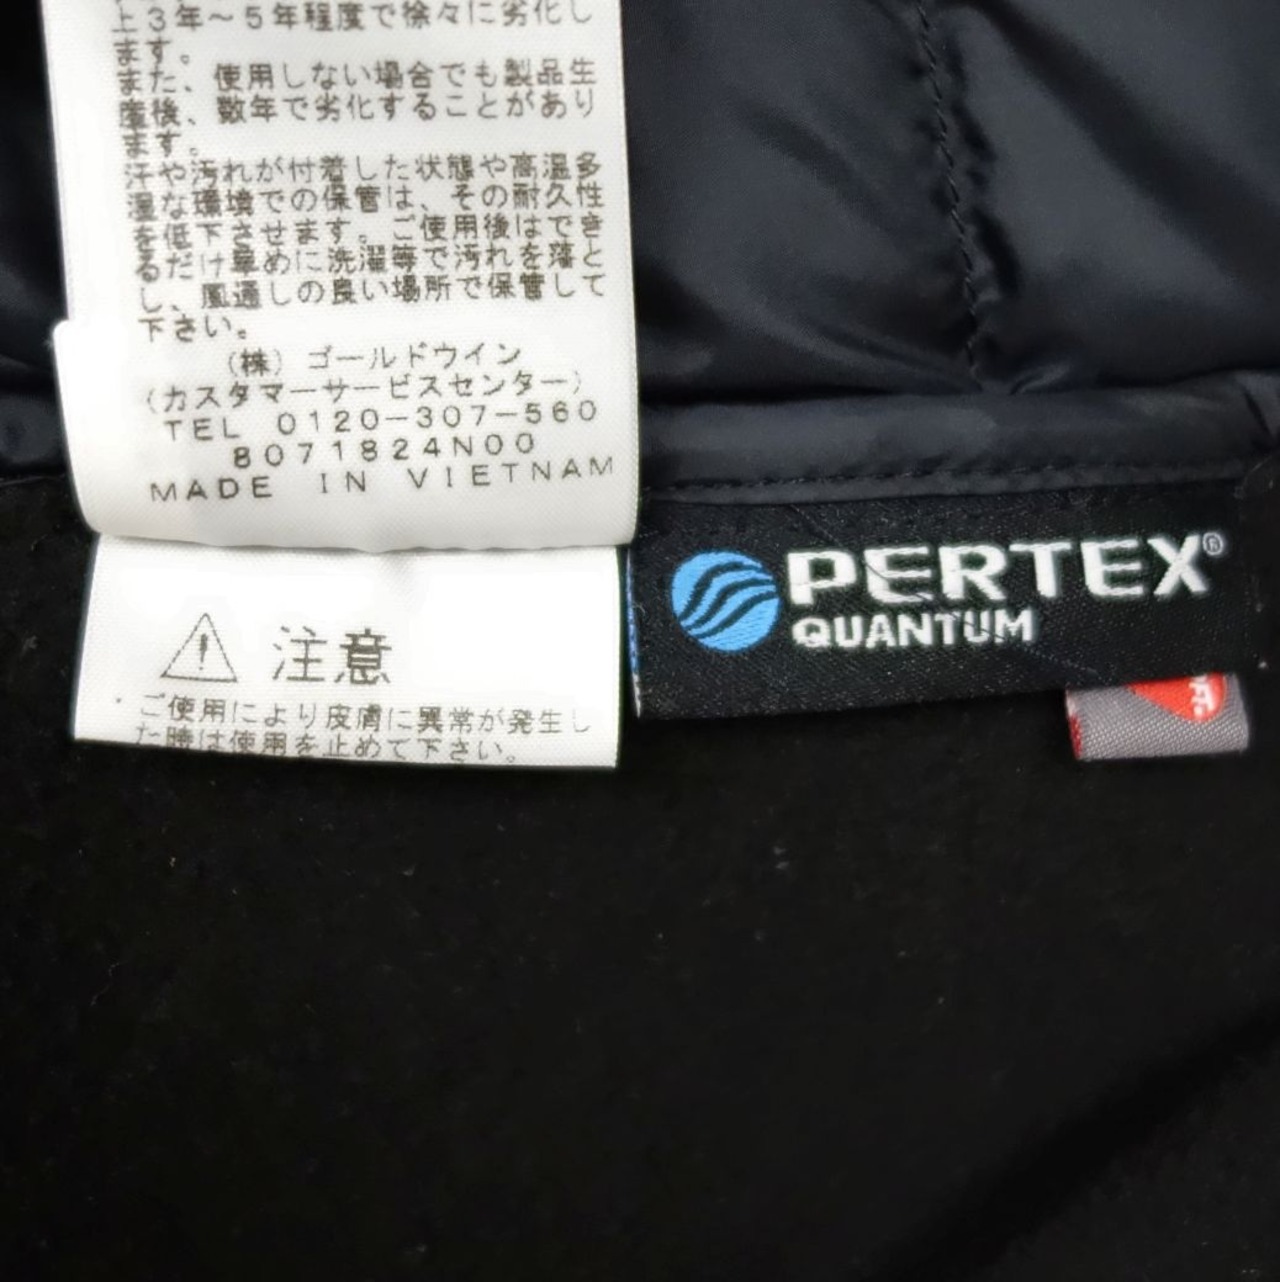 上3年～5年程度で徐々に劣化し
ます。
また、使用しない場合でも製品生
産後、数年で劣化することがあり
ます。
汗や汚れが付着した状態や高温多
湿な環境での保管は、その耐久性
を低下させます。ご使用後はでき
るだけ早めに洗濯等で汚れを落と
し、風通しの良い場所で保管して
下さい。
(株)ゴールドウイン
(カスタマーサービスセンター)
TEL 0120-307-560
8071824N00
MADE IN VIETNAM
注意
・ご使用により皮膚に異常が発生し
た時は使用を止めて下さい。
PERTEX®
QUANTUM